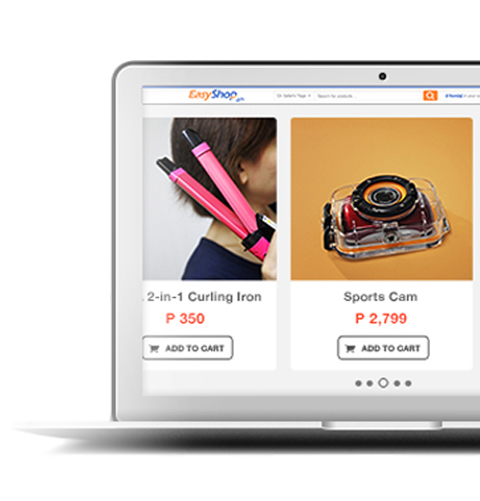 EasyShop.ph
Search for products...
. 2-in-1 Curling Iron
₱ 350
ADD TO CART
Sports Cam
₱ 2,799
ADD TO CART